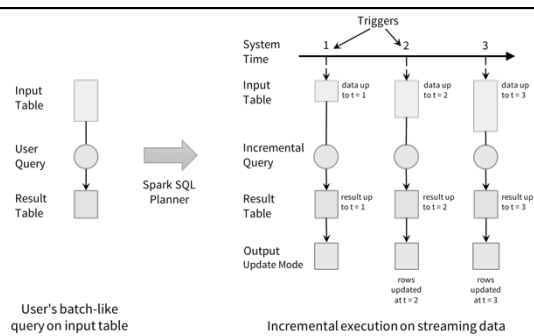 Triggers
System
Time
1
2
3
Input
Table
User
Query
Result
Table
Spark SQL
Planner
User's batch-like
query on input table
Input
Table
data up
to t = 1
data up
to t = 2
data up
to t = 3
Incremental
Query
Result
Table
result up
to t = 1
result up
to t = 2
result up
to t = 3
Output
Update Mode
rows
updated
at t = 2
rows
updated
at t = 3
Incremental execution on streaming data